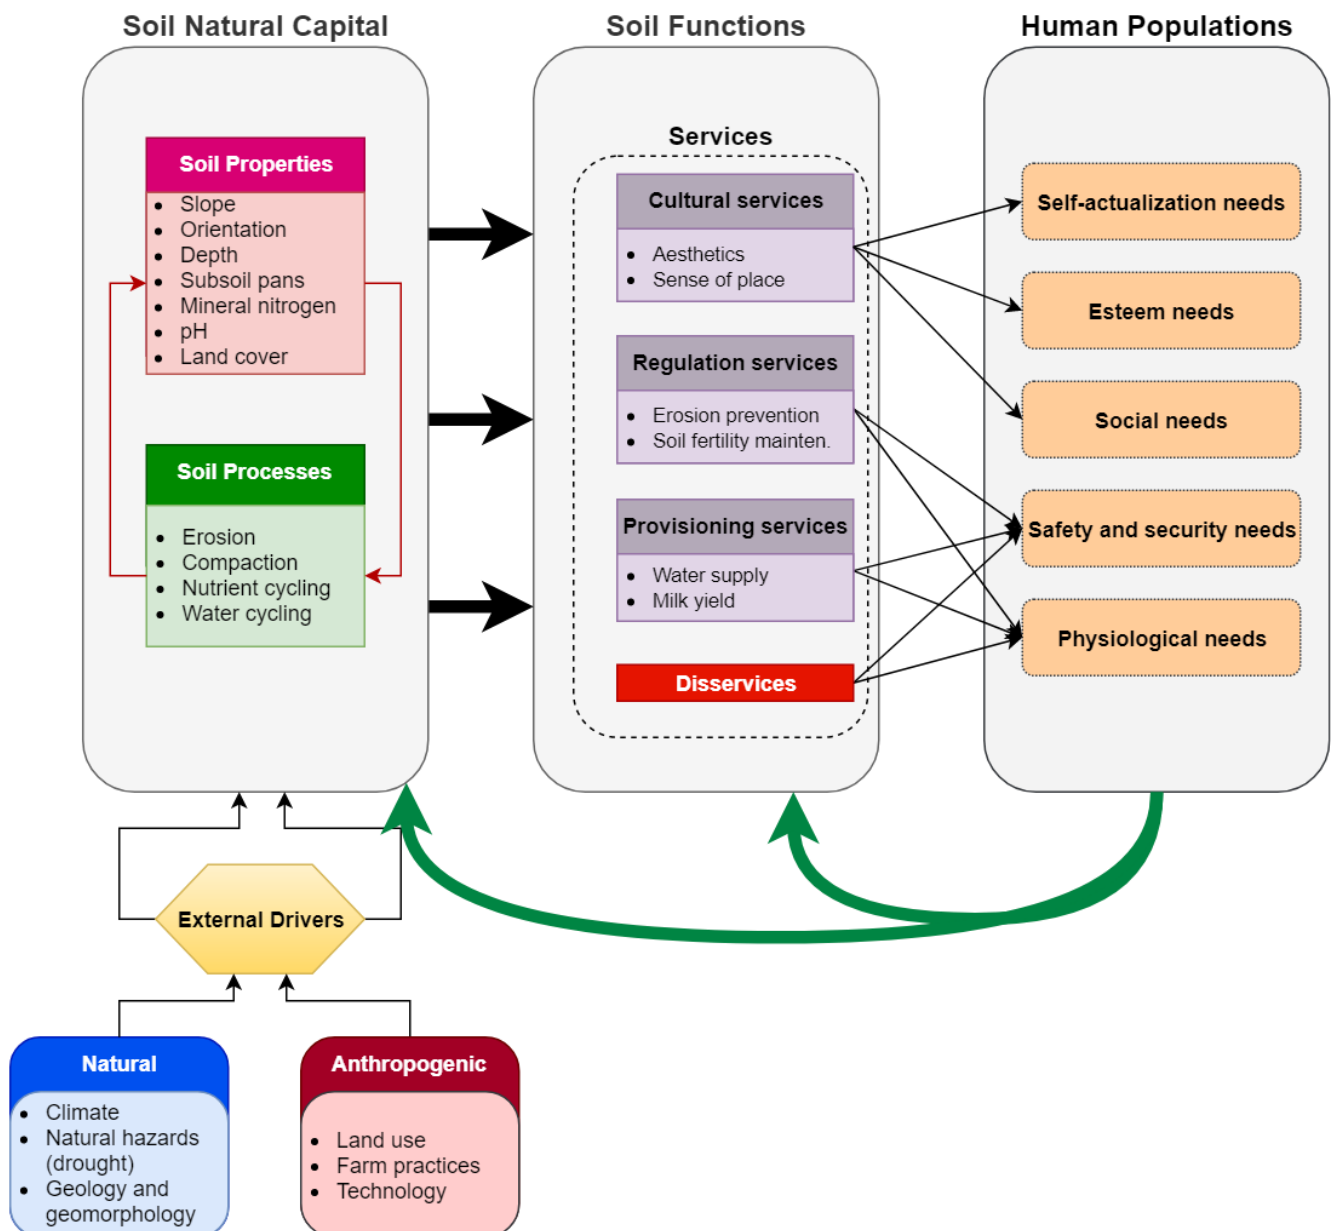 Soil Natural Capital
Soil Properties
Slope
Orientation
Depth
Subsoil pans
Mineral nitrogen
pH
Land cover
Soil Processes
Erosion
Compaction
Nutrient cycling
Water cycling
Soil Functions
Services
Cultural services
Aesthetics
Sense of place
Regulation services
Erosion prevention
Soil fertility mainten.
Provisioning services
Water supply
Milk yield
Disservices
Human Populations
Self-actualization needs
Esteem needs
Social needs
Safety and security needs
Physiological needs
External Drivers
Natural
Climate
Natural hazards
(drought)
Geology and
geomorphology
Anthropogenic
Land use
Farm practices
Technology